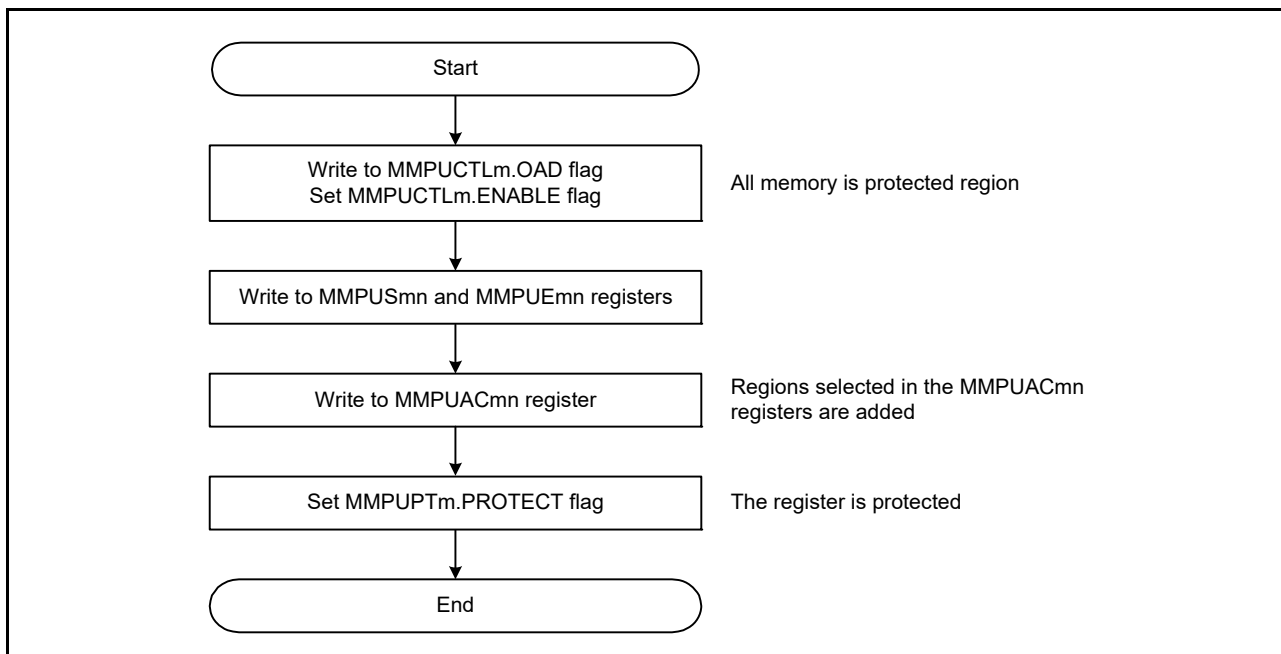 Start
Write to MMPUCTLm.OAD flag
Set MMPUCTLm.ENABLE flag
All memory is protected region
Write to MMPUSmn and MMPUEmn registers
Write to MMPUACmn register
Regions selected in the MMPUACmn
registers are added
Set MMPUPTm.PROTECT flag
The register is protected
End